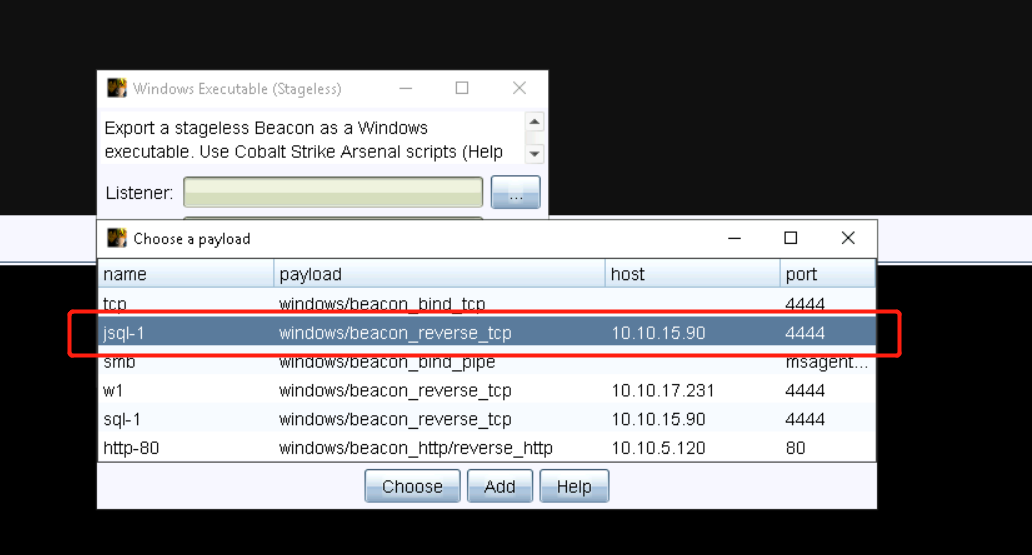 Windows Executable (Stageless)
Export a stageless Beacon as a Windows
executable. Use Cobalt Strike Arsenal scripts (Help
Listener:
...
Choose a payload
name payload host port
tcp windows/beacon_bind_tcp 4444
jsql-1 windows/beacon_reverse_tcp 10.10.15.90 4444
smb windows/beacon_bind_pipe msagent...
w1 windows/beacon_reverse_tcp 10.10.17.231 4444
sql-1 windows/beacon_reverse_tcp 10.10.15.90 4444
http-80 windows/beacon_http/reverse_http 10.10.5.120 80
Choose Add Help